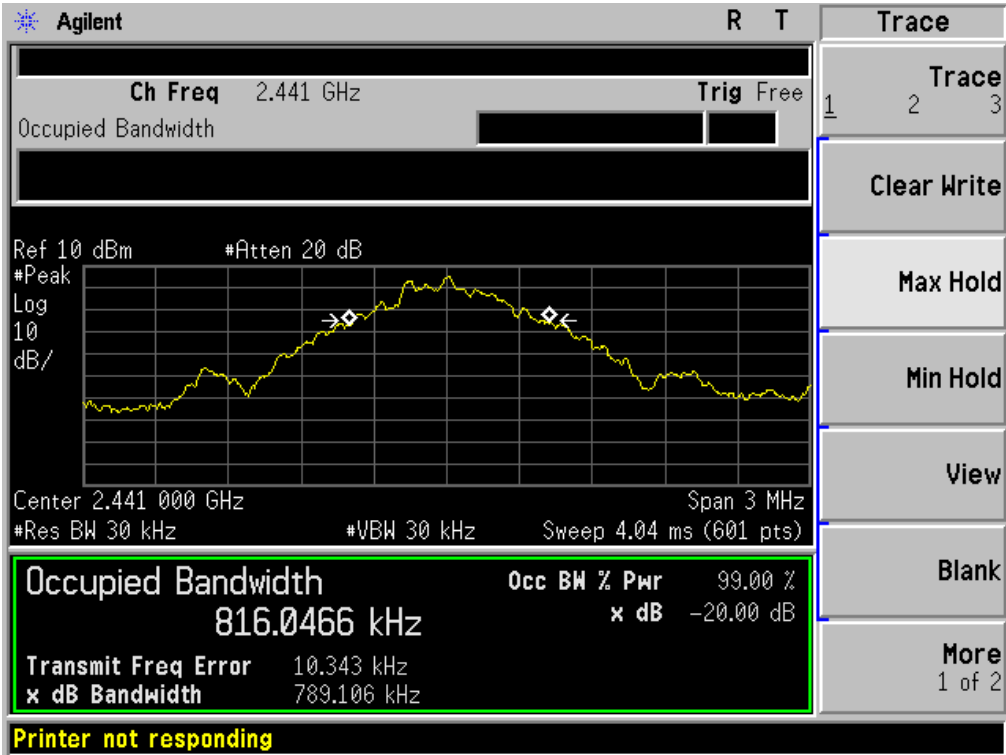 Agilent R T
Trace
Ch Freq 2.441 GHz Trig Free
Occupied Bandwidth
Ref 10 dBm #Atten 20 dB
#Peak
Log
10
dB/
Center 2.441 000 GHz Span 3 MHz
#Res BW 30 kHz #VBW 30 kHz Sweep 4.04 ms (601 pts)
Occupied Bandwidth
816.0466 kHz
Occ BW % Pwr 99.00 %
x dB -20.00 dB
Transmit Freq Error 10.343 kHz
x dB Bandwidth 789.106 kHz
Printer not responding
Trace
1 2 3
Clear Write
Max Hold
Min Hold
View
Blank
More
1 of 2